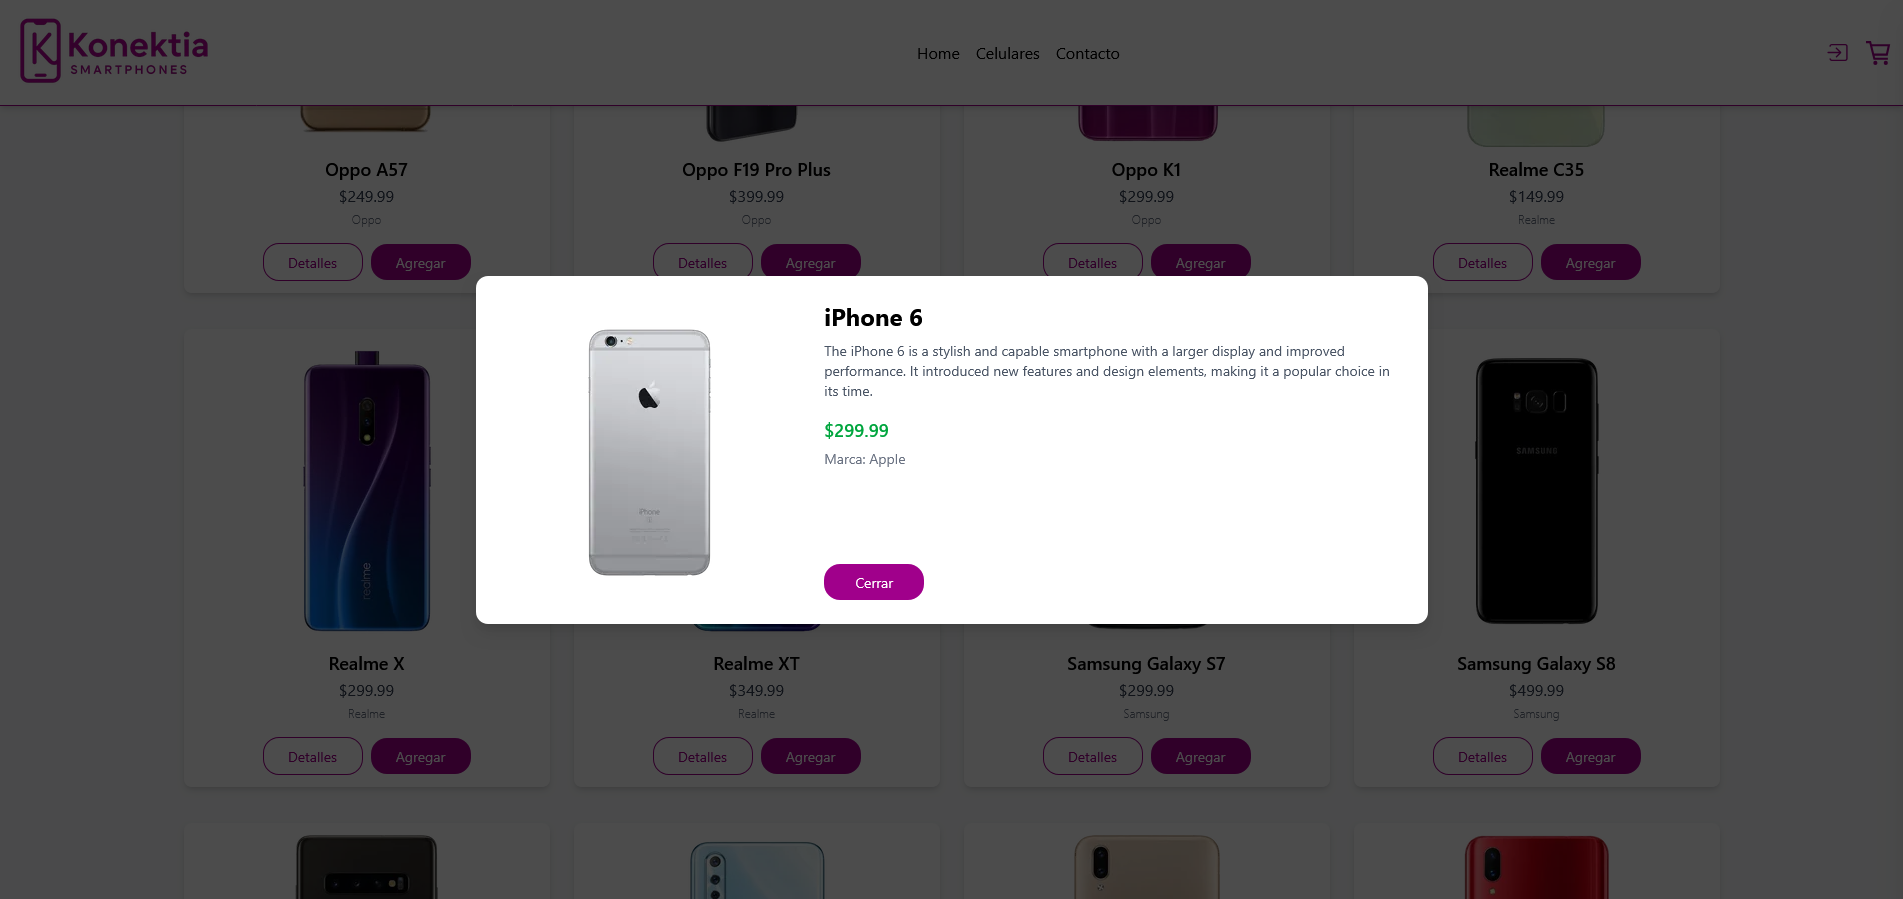 Konektia
SMARTPHONES
Home Celulares Contacto
Oppo A57
$249.99
Oppo
Detalles Agregar
Oppo F19 Pro Plus
$399.99
Oppo
Detalles Agregar
Oppo K1
$299.99
Oppo
Detalles Agregar
Realme C35
$149.99
Realme
Detalles Agregar
iPhone 6
The iPhone 6 is a stylish and capable smartphone with a larger display and improved
performance. It introduced new features and design elements, making it a popular choice in
its time.
$299.99
Marca: Apple
Cerrar
iPhone
realme
Realme X
$299.99
Realme
Detalles Agregar
Realme XT
$349.99
Realme
Detalles Agregar
Samsung Galaxy S7
$299.99
Samsung
Detalles Agregar
SAMSUNG
Samsung Galaxy S8
$499.99
Samsung
Detalles Agregar